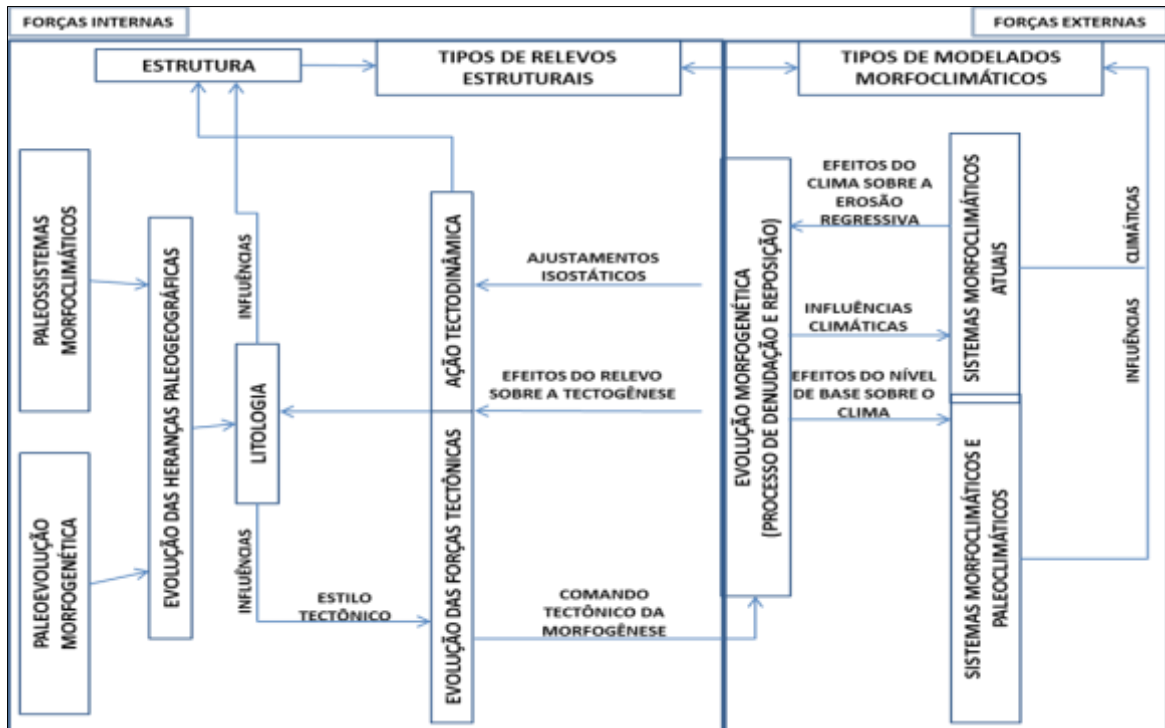 FORÇAS INTERNAS
FORÇAS EXTERNAS
ESTRUTURA
TIPOS DE RELEVOS
ESTRUTURAIS
TIPOS DE MODELADOS
MORFOCLIMÁTICOS
PALEOSSISTEMAS
MORFOCLIMÁTICOS
PALEOEVOLUÇÃO
MORFOGENÉTICA
EVOLUÇÃO DAS HERANÇAS PALEOGEOGRÁFICAS
INFLUÊNCIAS
LITOLOGIA
INFLUÊNCIAS
ESTILO
TECTÔNICO
AÇÃO TECTODINÂMICA
EVOLUÇÃO DAS FORÇAS TECTÔNICAS
AJUSTAMENTOS
ISOSTÁTICOS
EFEITOS DO RELEVO
SOBRE A TECTOGÊNESE
COMANDO
TECTÔNICO DA
MORFOGÊNESE
EVOLUÇÃO MORFOGENÉTICA
(PROCESSO DE DENUDAÇÃO E REPOSIÇÃO)
EFEITOS DO
CLIMA SOBRE A
EROSÃO
REGRESSIVA
INFLUÊNCIAS
CLIMÁTICAS
EFEITOS DO NÍVEL
DE BASE SOBRE O
CLIMA
SISTEMAS MORFOCLIMÁTICOS
ATUAIS
SISTEMAS MORFOCLIMÁTICOS E
PALEOCLIMÁTICOS
INFLUÊNCIAS
CLIMÁTICAS